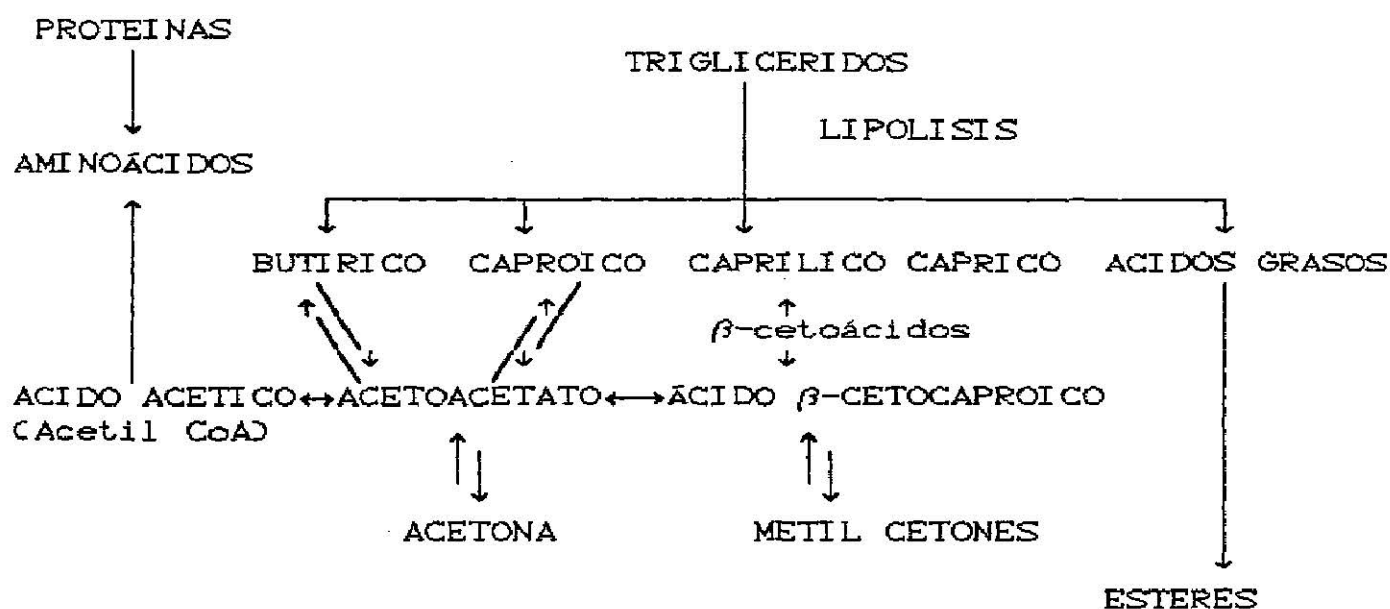 PROTEINAS
TRIGLICERIDOS
LIPOLISIS
AMINOÁCIDOS
BUTIRICO CAPROICO CAPRILICO CAPRICO ACIDOS GRASOS
β-cetoácidos
ACIDO ACETICO↔ACETOACETATO↔ÁCIDO β-CETOCAPROICO
(Acetil CoA)
ACETONA METIL CETONES
ESTERES